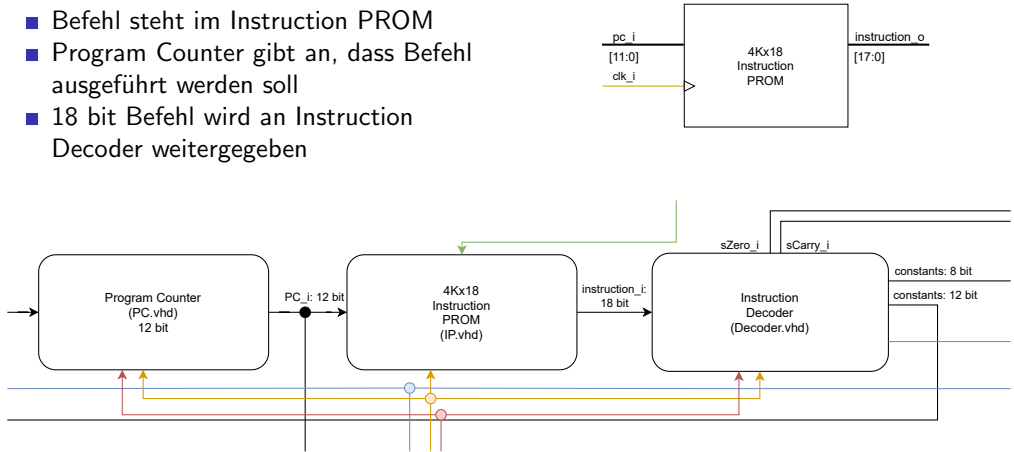 Befehl steht im Instruction PROM
Program Counter gibt an, dass Befehl
ausgeführt werden soll
18 bit Befehl wird an Instruction
Decoder weitergegeben
pc_i
[11:0]
clk_i
4Kx18
Instruction
PROM
instruction_o
[17:0]
sZero_i
sCarry_i
Program Counter
(PC.vhd)
12 bit
PC_i: 12 bit
4Kx18
Instruction
PROM
(IP.vhd)
instruction_i:
18 bit
Instruction
Decoder
(Decoder.vhd)
constants: 8 bit
constants: 12 bit